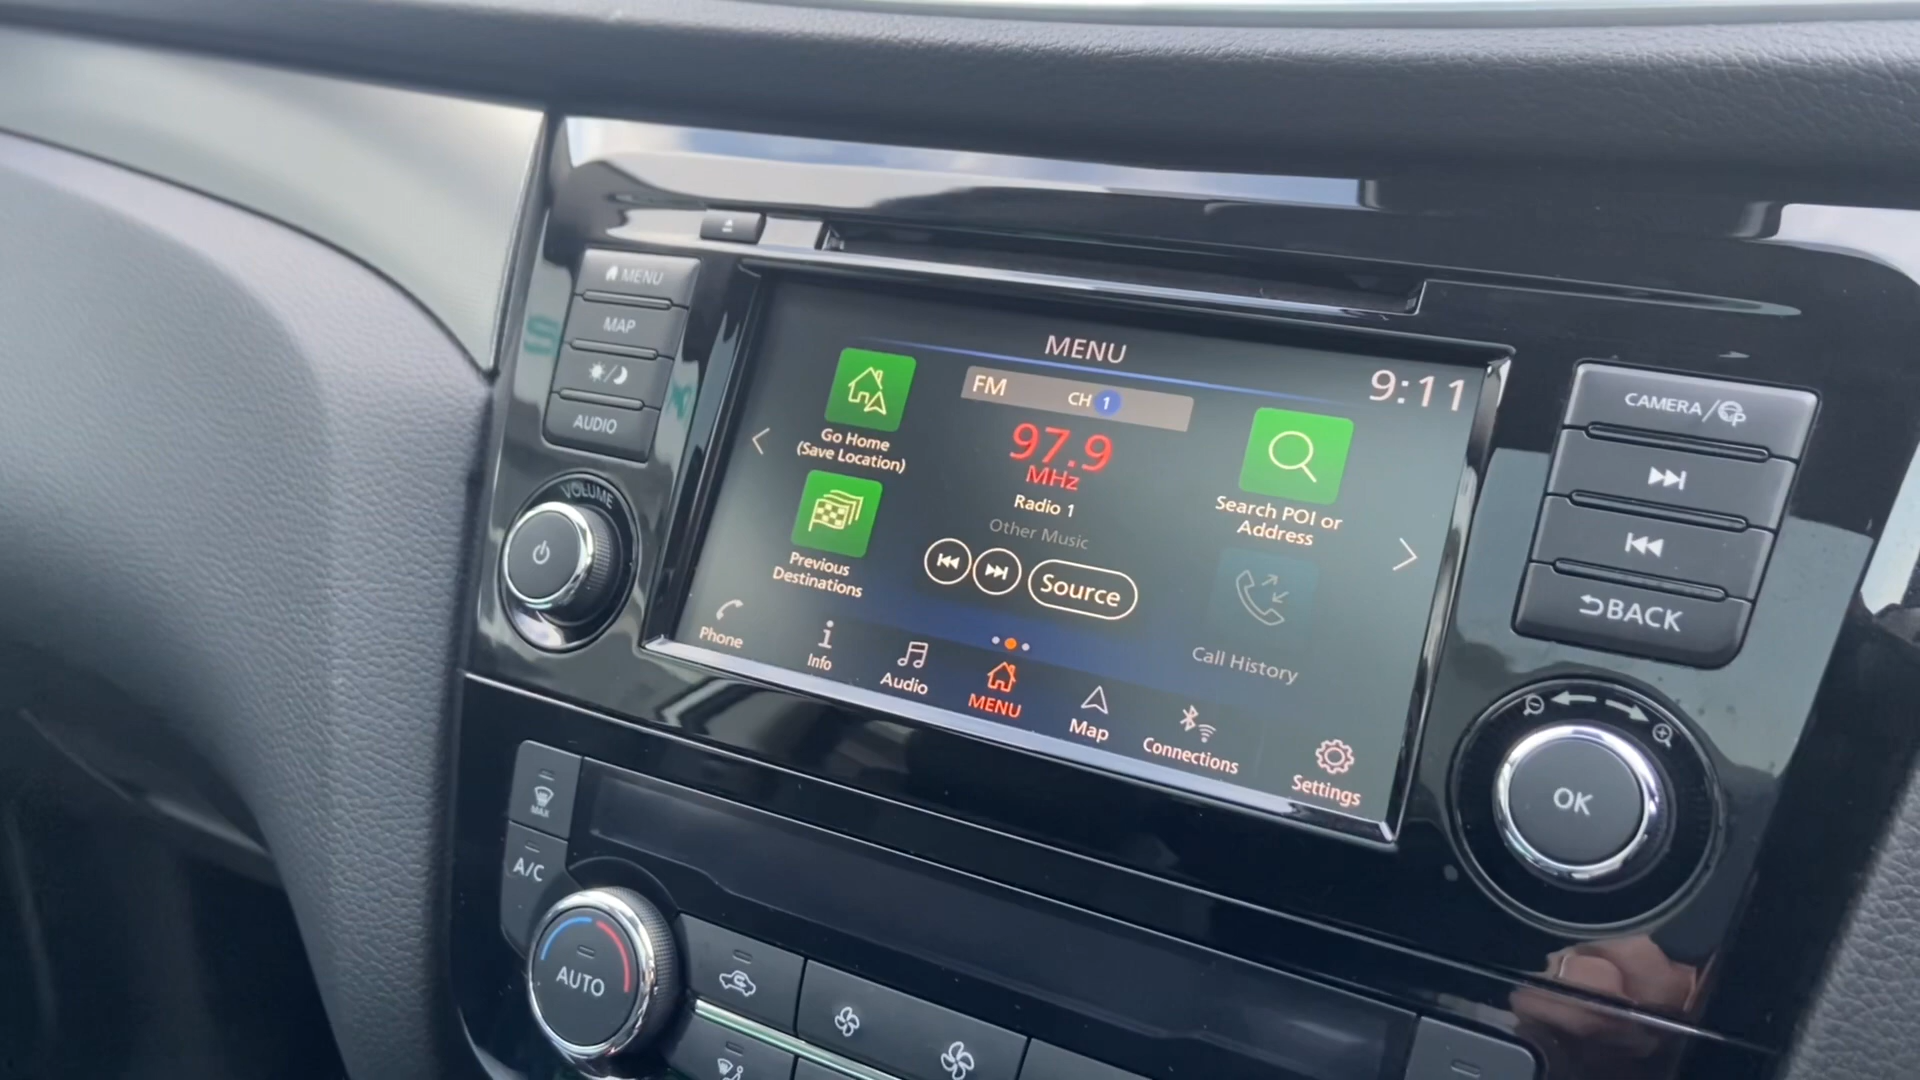 MENU
MAP
AUDIO
VOLUME
MENU
9:11
FM
CH 1
97.9
MHz
Radio 1
Other Music
Source
Go Home
(Save Location)
Previous
Destinations
Search POI or
Address
Call History
Phone
Info
Audio
MENU
Map
Connections
Settings
CAMERA/
BACK
OK
MAX
A/C
AUTO